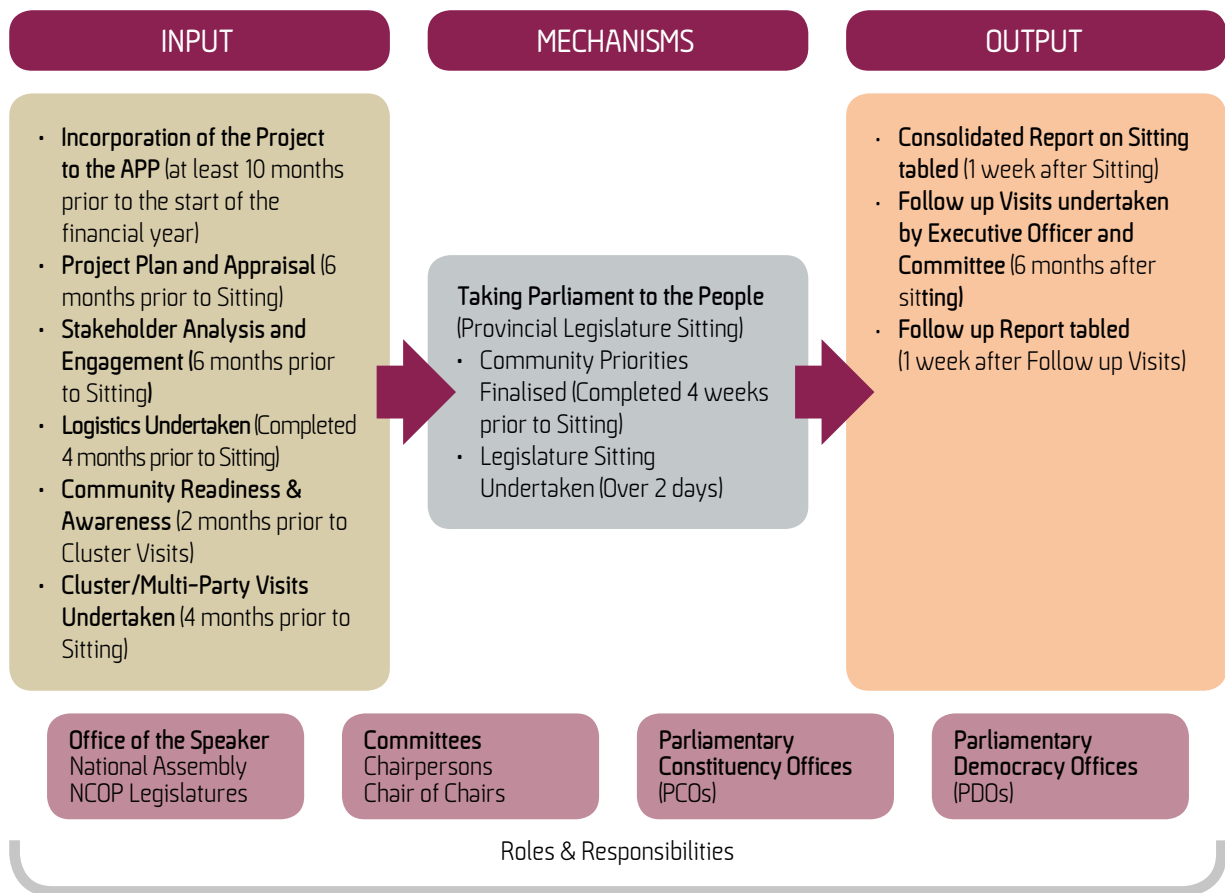 INPUT
MECHANISMS
OUTPUT
• Incorporation of the Project
to the APP (at least 10 months
prior to the start of the
financial year)
• Project Plan and Appraisal (6
months prior to Sitting)
• Stakeholder Analysis and
Engagement (6 months prior
to Sitting)
• Logistics Undertaken (Completed
4 months prior to Sitting)
• Community Readiness &
Awareness (2 months prior to
Cluster Visits)
• Cluster/Multi-Party Visits
Undertaken (4 months prior to
Sitting)
Taking Parliament to the People
(Provincial Legislature Sitting)
• Community Priorities
Finalised (Completed 4 weeks
prior to Sitting)
• Legislature Sitting
Undertaken (Over 2 days)
• Consolidated Report on Sitting
tabled (1 week after Sitting)
• Follow up Visits undertaken
by Executive Officer and
Committee (6 months after
sitting)
• Follow up Report tabled
(1 week after Follow up Visits)
Office of the Speaker
National Assembly
NCOP Legislatures
Committees
Chairpersons
Chair of Chairs
Parliamentary
Constituency Offices
(PCOs)
Parliamentary
Democracy Offices
(PDOs)
Roles & Responsibilities